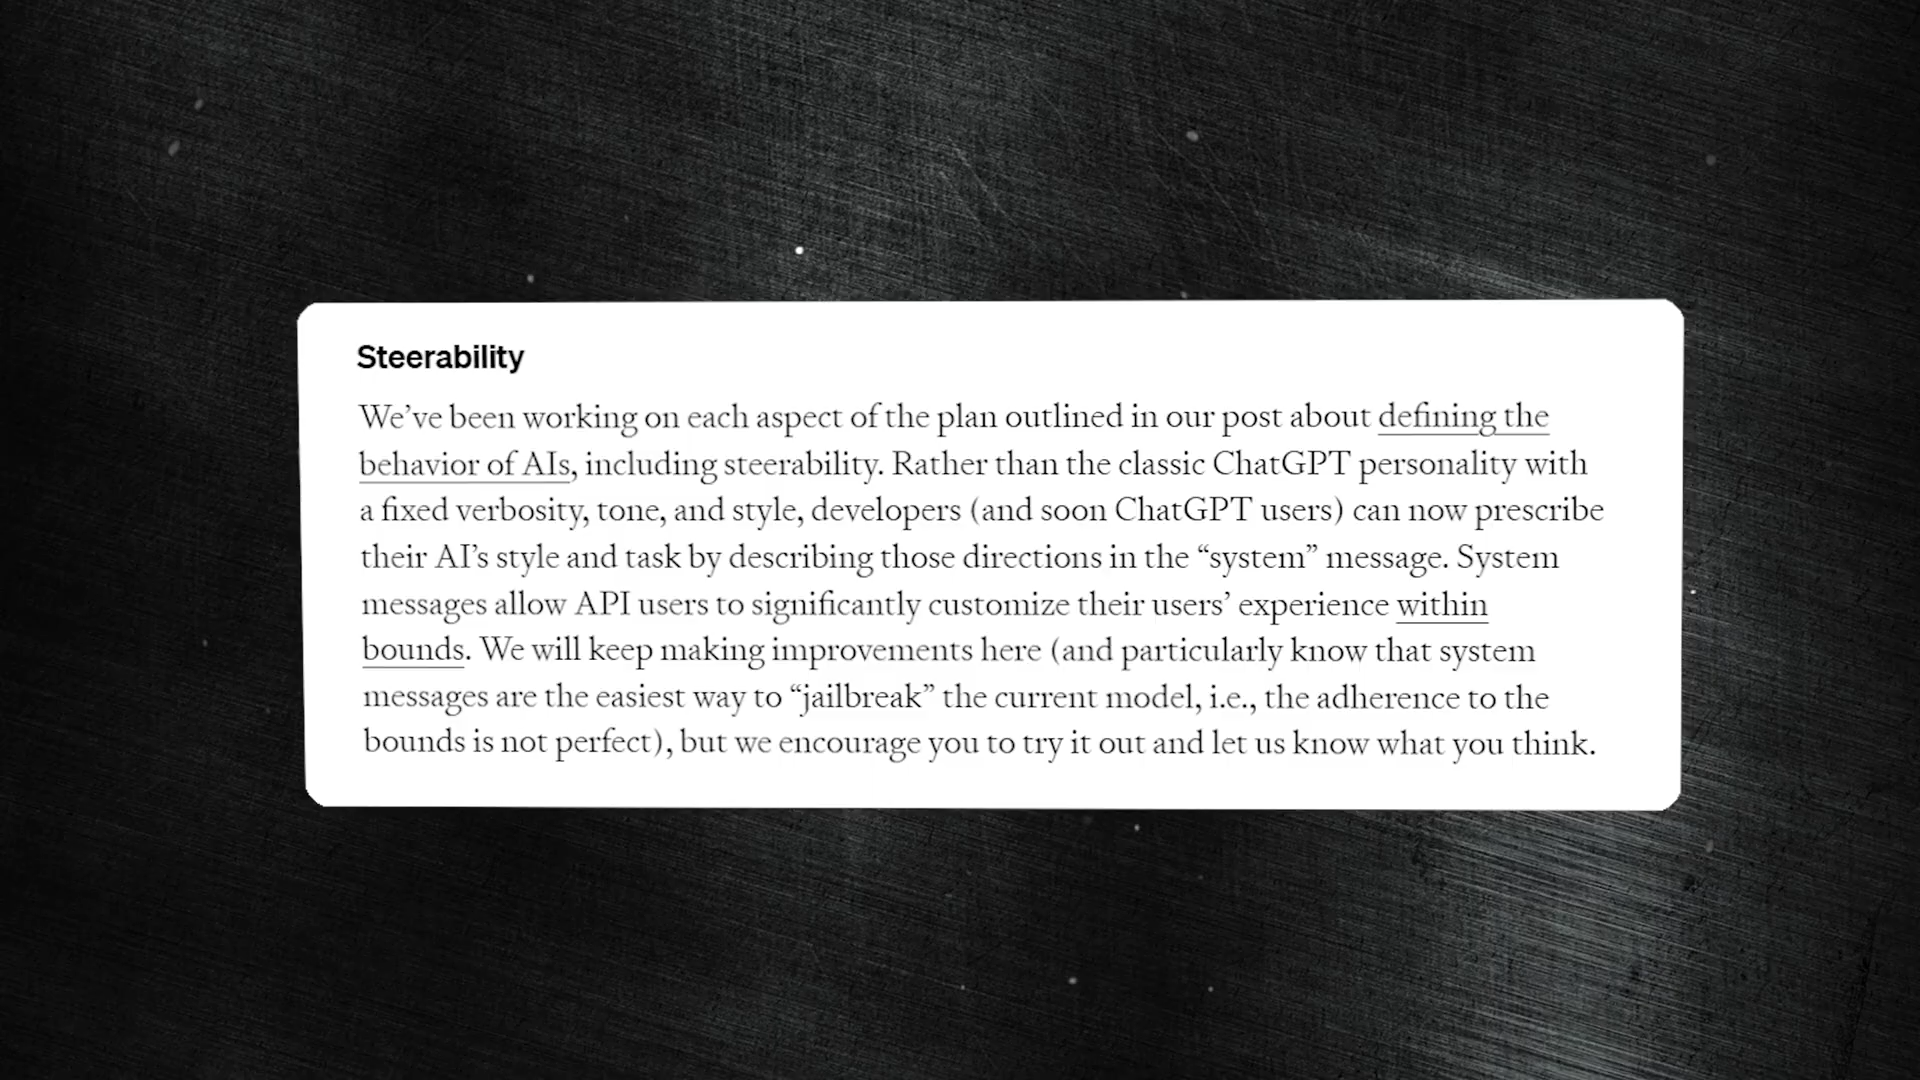 Steerability
We’ve been working on each aspect of the plan outlined in our post about defining the
behavior of AIs, including steerability. Rather than the classic ChatGPT personality with
a fixed verbosity, tone, and style, developers (and soon ChatGPT users) can now prescribe
their AI’s style and task by describing those directions in the “system” message. System
messages allow API users to significantly customize their users’ experience within
bounds. We will keep making improvements here (and particularly know that system
messages are the easiest way to “jailbreak” the current model, i.e., the adherence to the
bounds is not perfect), but we encourage you to try it out and let us know what you think.